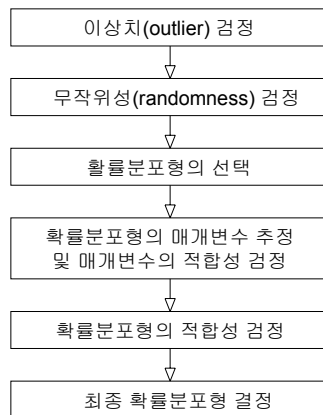 이상치(outlier) 검정
무작위성(randomness) 검정
활률분포형의 선택
확률분포형의 매개변수 추정
및 매개변수의 적합성 검정
확률분포형의 적합성 검정
최종 확률분포형 결정